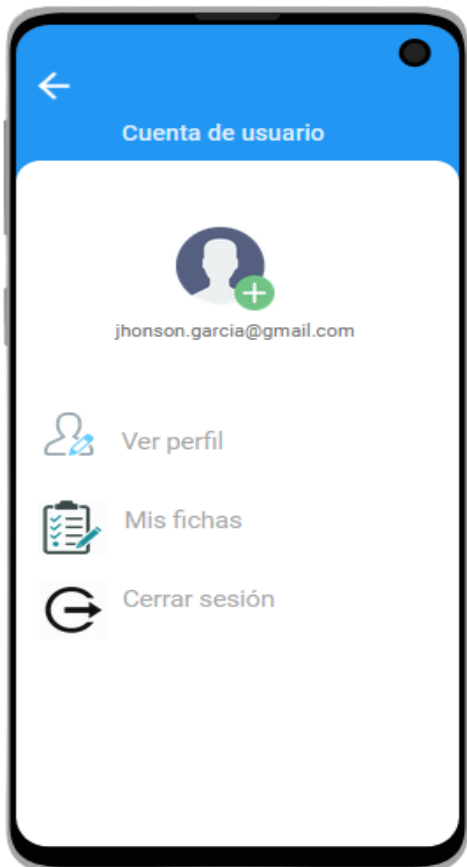 Cuenta de usuario
jhonson.garcia@gmail.com
Ver perfil
Mis fichas
Cerrar sesión